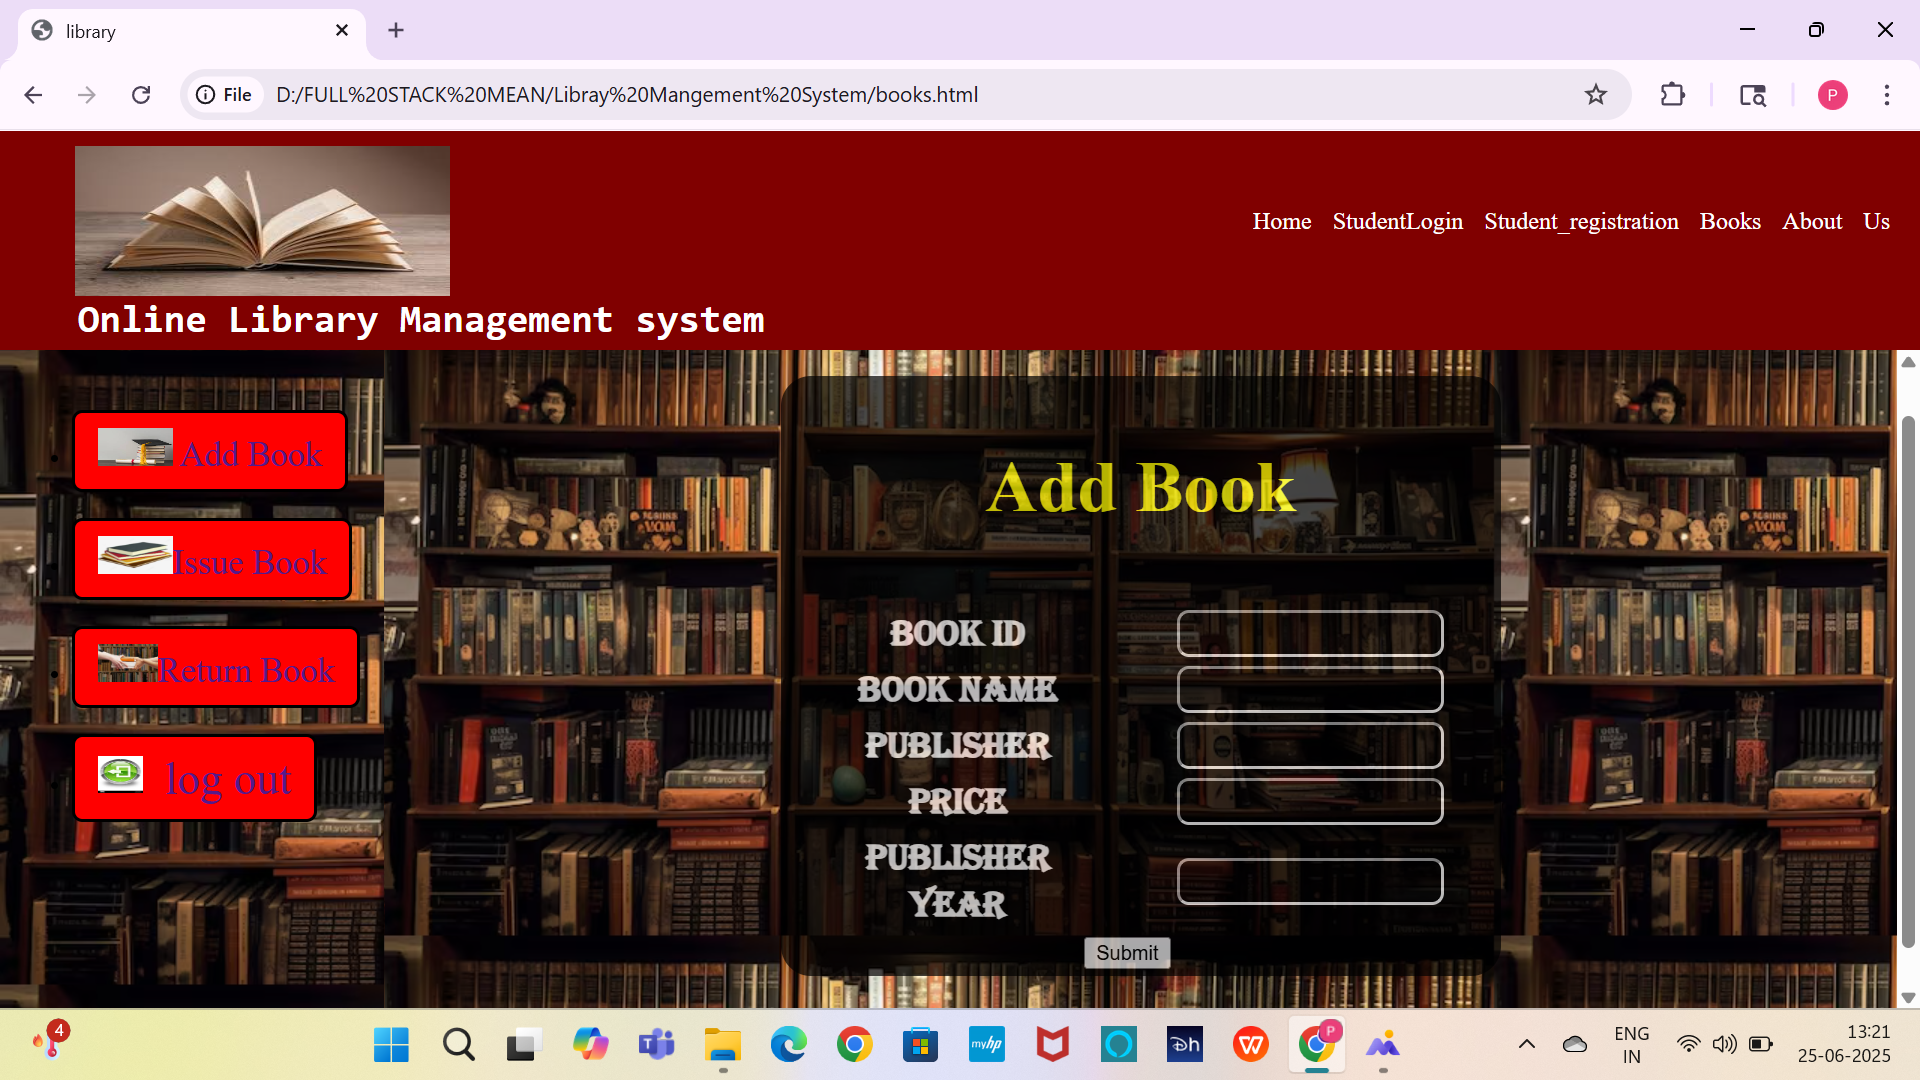 library
File
D:/FULL%20STACK%20MEAN/Libray%20Mangement%20System/books.html
P
Home StudentLogin Student_registration Books About Us
Online Library Management system
Add Book
Issue Book
Return Book
log out
Add Book
BOOK ID
BOOK NAME
PUBLISHER
PRICE
PUBLISHER
YEAR
Submit
4
myhp
P
ENG
IN
13:21
25-06-2025